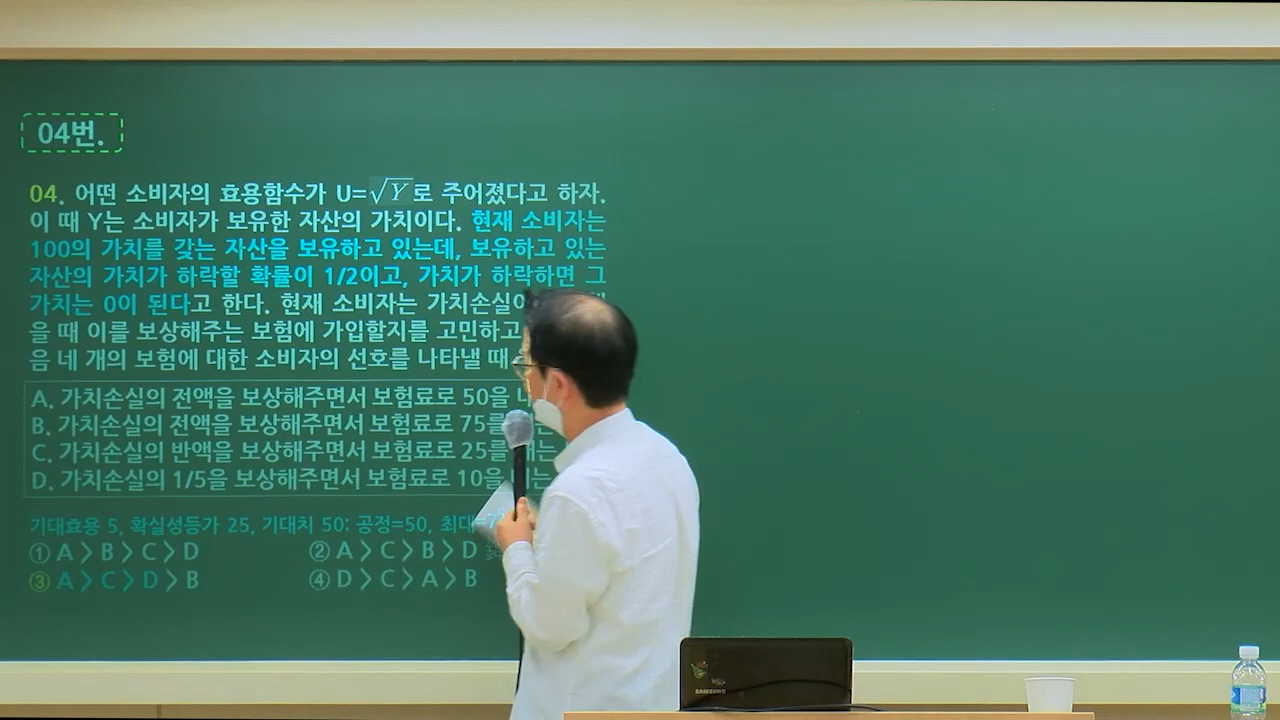 04번.
04. 어떤 소비자의 효용함수가 U=√Y로 주어졌다고 하자.
이 때 Y는 소비자가 보유한 자산의 가치이다. 현재 소비자는
100의 가치를 갖는 자산을 보유하고 있는데, 보유하고 있는
자산의 가치가 하락할 확률이 1/2이고, 가치가 하락하면 그
가치는 0이 된다고 한다. 현재 소비자는
을 때 이를 보상해주는 보험에 가입할지를 고민하고
음 네 개의 보험에 대한 소비자의 선호를 나타낼 때
A. 가치손실의 전액을 보상해주면서 보험료로 50을
B. 가치손실의 전액을 보상해주면서 보험료로 75를
C. 가치손실의 반액을 보상해주면서 보험료로 25를
D. 가치손실의 1/5을 보상해주면서 보험료로 10을
기대효용 5, 확실성등가 25, 기대치 50: 공정=50,
① A > B > C > D ② A > C > B > D
③ A > C > D > B ④ D > C > A > B
SAMSUNG